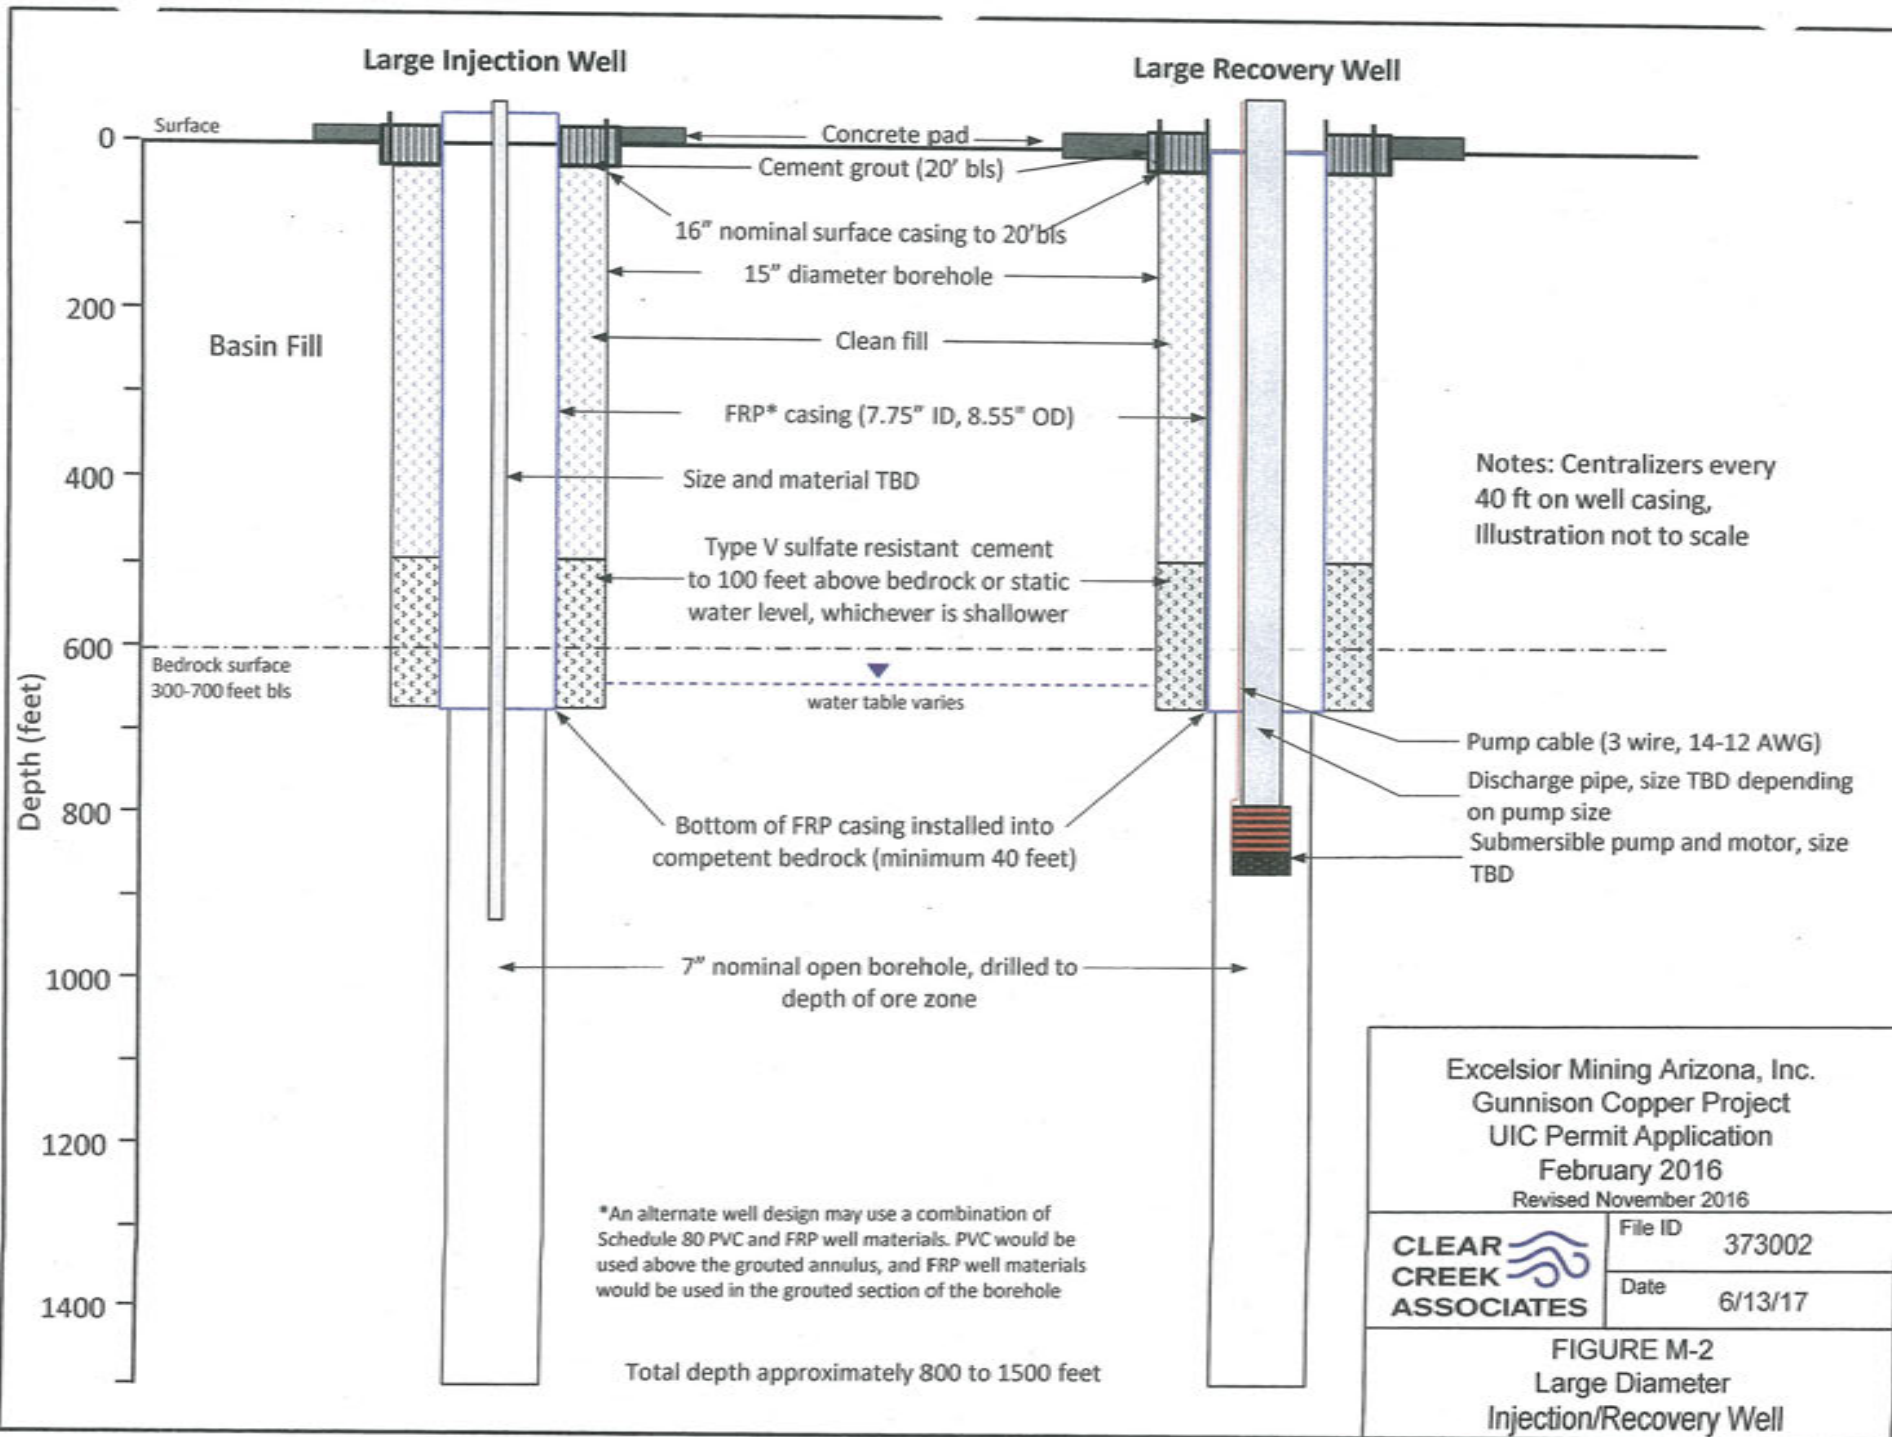 Large Injection Well
Large Recovery Well
0
Surface
Concrete pad
Cement grout (20' bls)
16" nominal surface casing to 20'bls
15" diameter borehole
200
Basin Fill
Clean fill
FRP* casing (7.75" ID, 8.55" OD)
400
Size and material TBD
Notes: Centralizers every
40 ft on well casing,
Illustration not to scale
Type V sulfate resistant cement
to 100 feet above bedrock or static
water level, whichever is shallower
600
Bedrock surface
300-700 feet bls
water table varies
Depth (feet)
Pump cable (3 wire, 14-12 AWG)
Discharge pipe, size TBD depending
on pump size
Submersible pump and motor, size
TBD
800
Bottom of FRP casing installed into
competent bedrock (minimum 40 feet)
1000
7" nominal open borehole, drilled to
depth of ore zone
1200
1400
*An alternate well design may use a combination of
Schedule 80 PVC and FRP well materials. PVC would be
used above the grouted annulus, and FRP well materials
would be used in the grouted section of the borehole
Total depth approximately 800 to 1500 feet
Excelsior Mining Arizona, Inc.
Gunnison Copper Project
UIC Permit Application
February 2016
Revised November 2016
CLEAR
CREEK
ASSOCIATES
File ID
373002
Date
6/13/17
FIGURE M-2
Large Diameter
Injection/Recovery Well